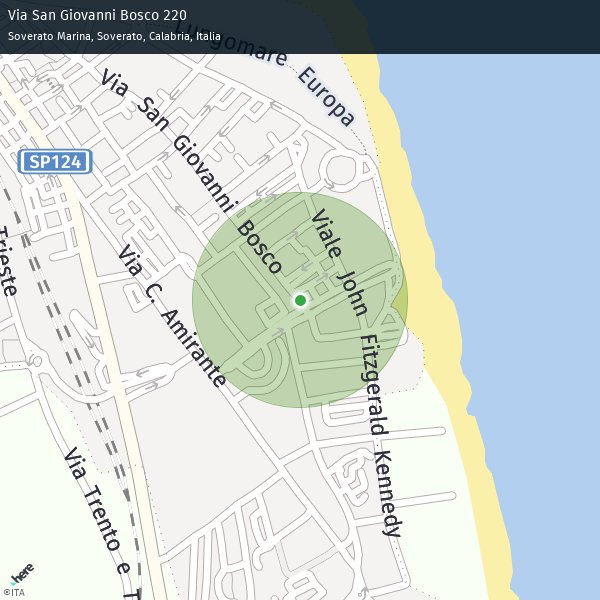 Via San Giovanni Bosco 220
Soverato Marina, Soverato, Calabria, Italia
Lungomare Europa
Via San Giovanni Bosco
SP124
Viale John Fitzgerald Kennedy
Trieste
Via C. Amirante
Via Trento e T
here
©ITA